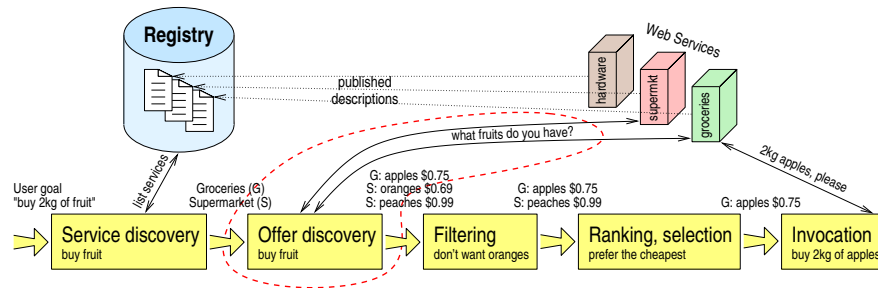 Registry
Web Services
hardware
supermkt
groceries
published
descriptions
what fruits do you have?
list services
2kg apples, please
User goal
"buy 2kg of fruit"
Groceries (G)
Supermarket (S)
G: apples $0.75
S: oranges $0.69
S: peaches $0.99
G: apples $0.75
S: peaches $0.99
G: apples $0.75
Service discovery
buy fruit
Offer discovery
buy fruit
Filtering
don't want oranges
Ranking, selection
prefer the cheapest
Invocation
buy 2kg of apples